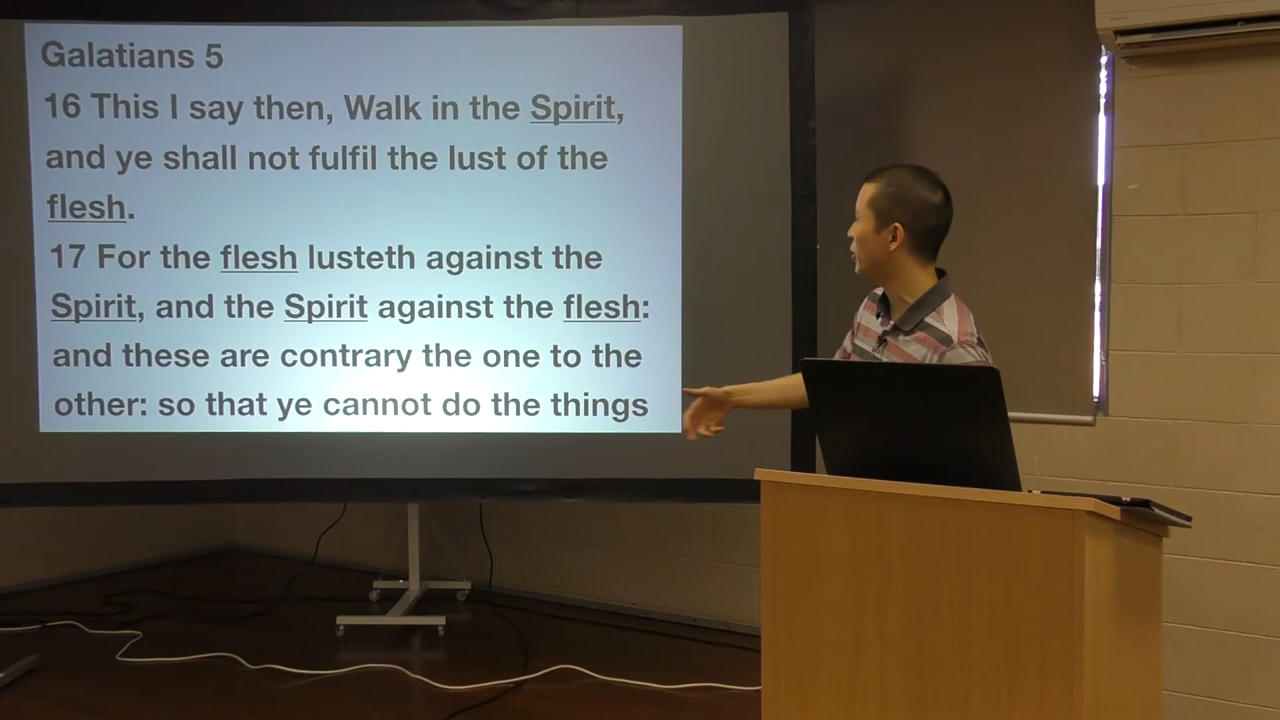 Galatians 5
16 This I say then, Walk in the Spirit,
and ye shall not fulfil the lust of the
flesh.
17 For the flesh lusteth against the
Spirit, and the Spirit against the flesh:
and these are contrary the one to the
other: so that ye cannot do the things